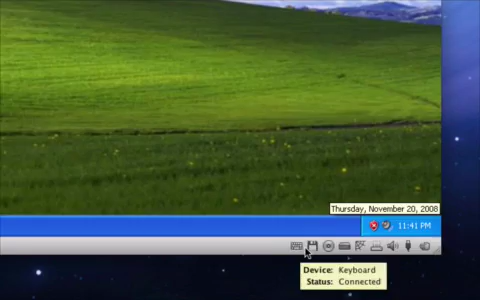 Thursday, November 20, 2008
11:41 PM
Device: Keyboard
Status: Connected